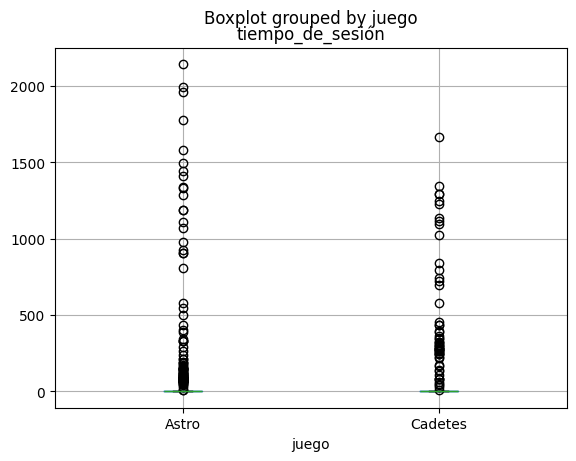 Boxplot grouped by juego
tiempo_de_sesión
2000
1500
1000
500
0
Astro Cadetes
juego